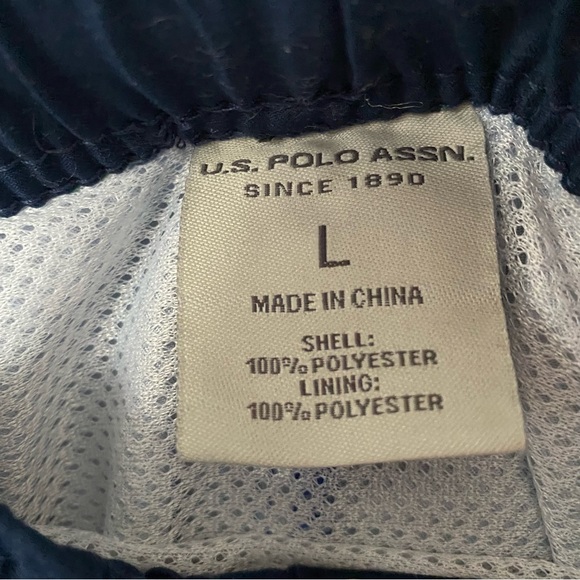 U.S. POLO ASSN.
SINCE 1890
L
MADE IN CHINA
SHELL:
100% POLYESTER
LINING:
100% POLYESTER